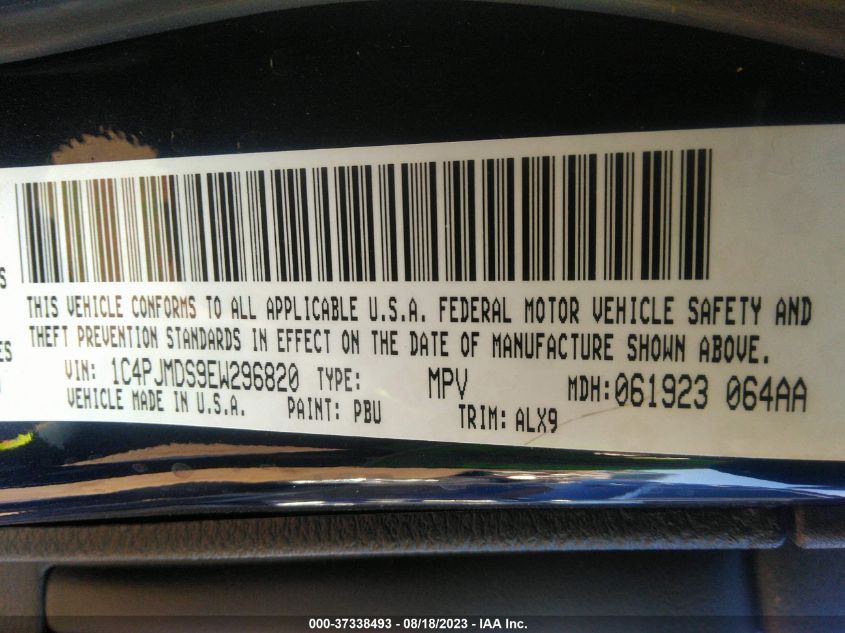 S
ES
THIS VEHICLE CONFORMS TO ALL APPLICABLE U.S.A. FEDERAL MOTOR VEHICLE SAFETY AND
THEFT PREVENTION STANDARDS IN EFFECT ON THE DATE OF MANUFACTURE SHOWN ABOVE.
VIN: 1C4PJMDS9EW296820 TYPE: MPV MDH:061923 064AA
VEHICLE MADE IN U.S.A. PAINT: PBU TRIM: ALX9
000-37338493 - 08/18/2023 - IAA Inc.